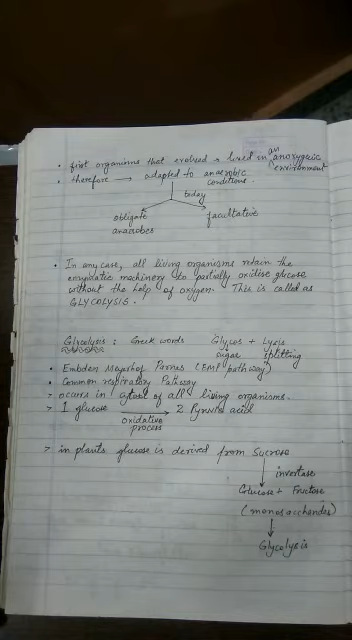 • first organisms that evolved → lived in an anoxygenic environment
• therefore → adapted to anaerobic conditions.
today
obligate anaerobes
facultative
• In any case, all living organisms retain the
enzymatic machinery to partially oxidise glucose
without the help of oxygen. This is called as
GLYCOLYSIS.
Glycolysis : Greek words Glycos + Lysis
sugar splitting
• Embden Meyerhof Parnas (EMP pathway)
• Common respiratory Pathway
> occurs in cytosol of all living organisms.
> 1 glucose → 2 Pyruvic acid
oxidative process
> in plants glucose is derived from Sucrose
↓ invertase
Glucose + Fructose
(monosaccharides)
↓
Glycolysis